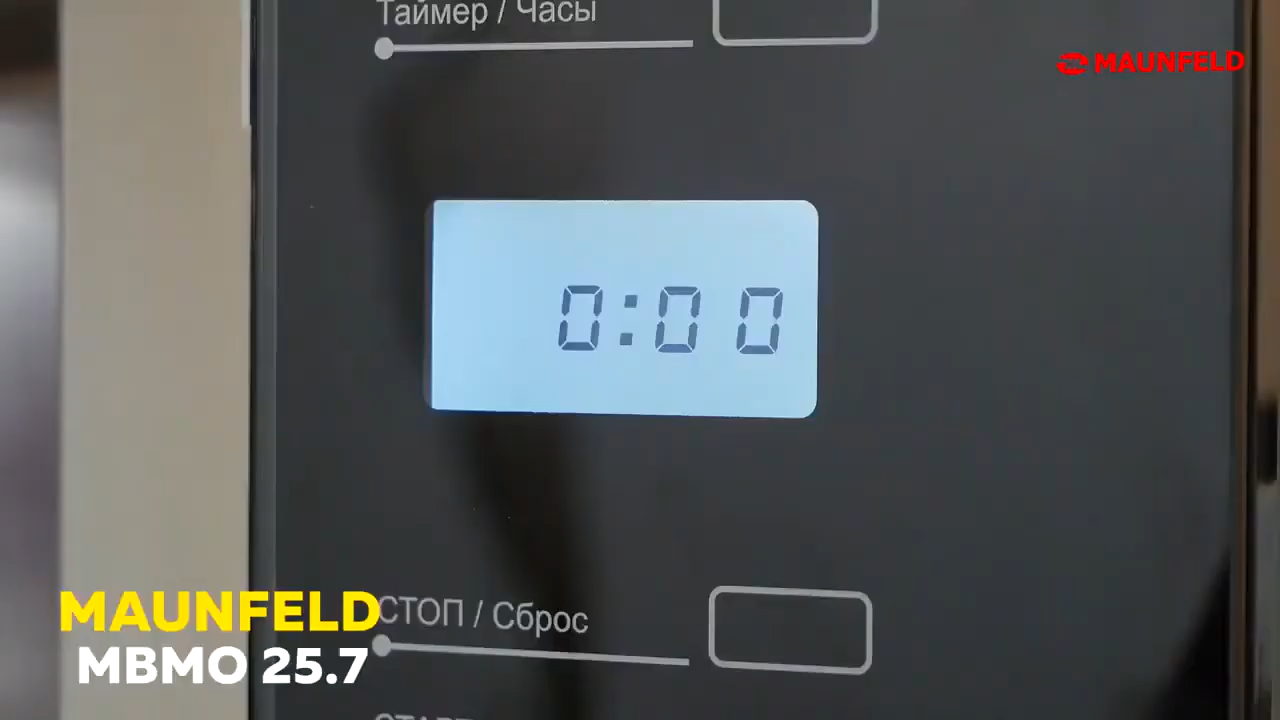 Таймер / Часы
MAUNFELD
0:00
СТОП / Сброс
MAUNFELD
MBMO 25.7